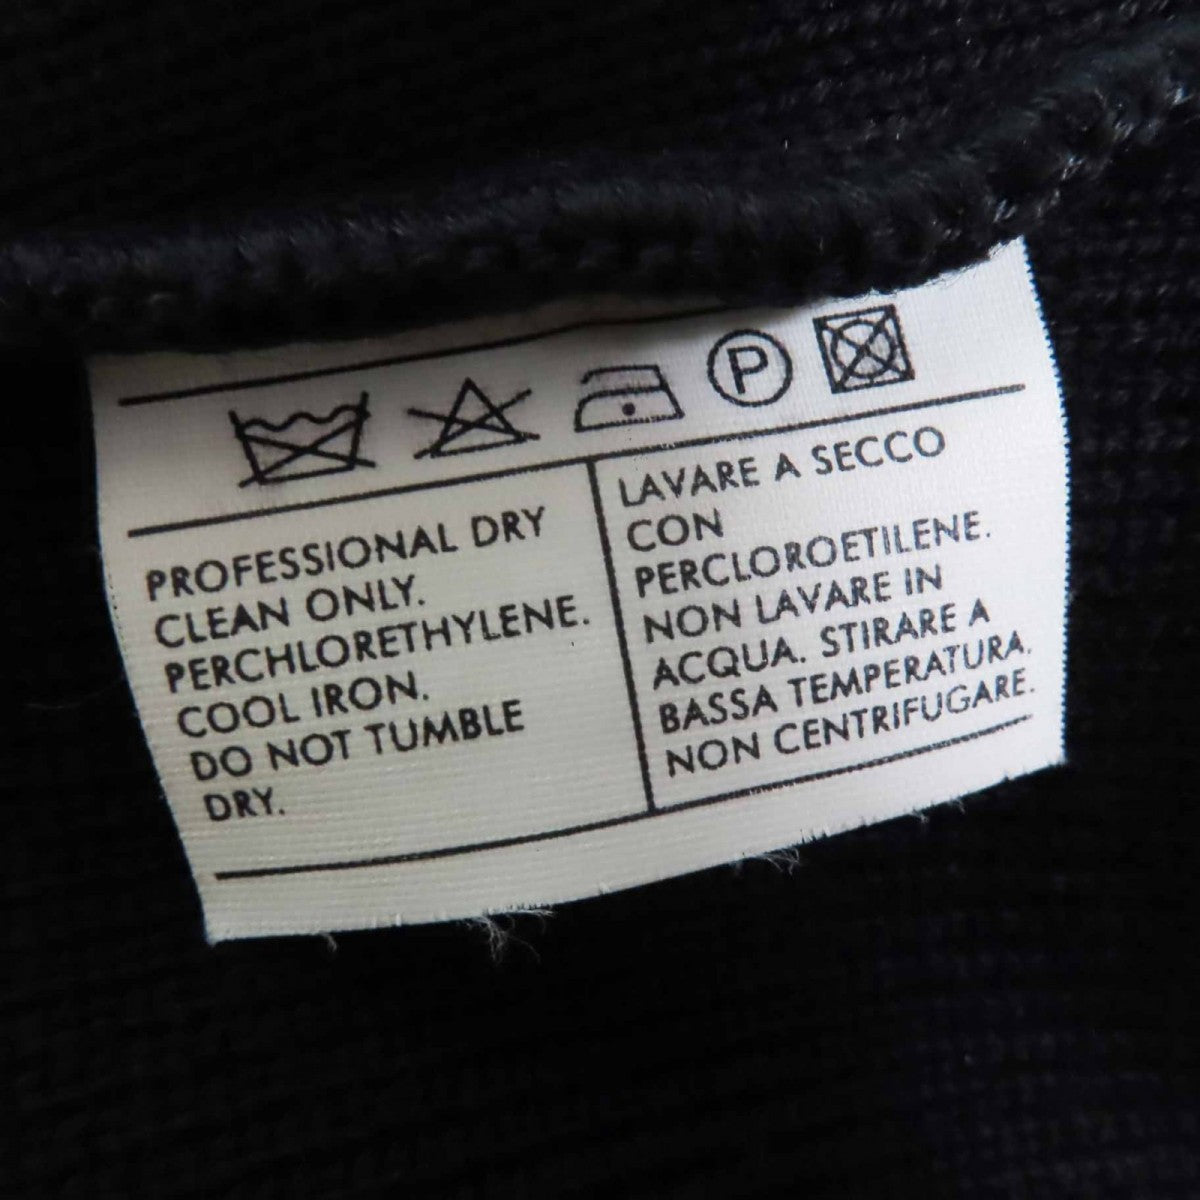 P
PROFESSIONAL DRY
CLEAN ONLY.
PERCHLORETHYLENE.
COOL IRON.
DO NOT TUMBLE
DRY.
LAVARE A SECCO
CON
PERCLOROETILENE.
NON LAVARE IN
ACQUA. STIRARE A
BASSA TEMPERATURA.
NON CENTRIFUGARE.